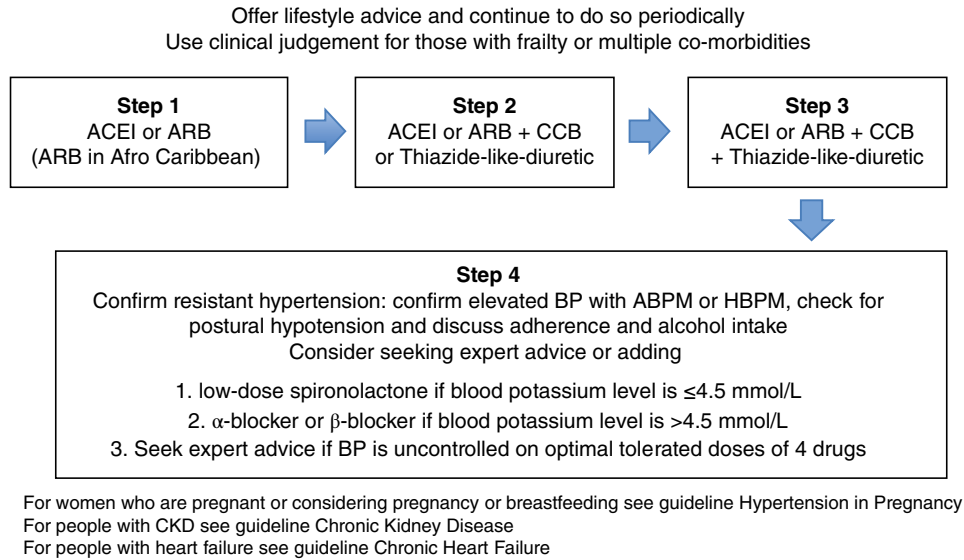 Offer lifestyle advice and continue to do so periodically
Use clinical judgement for those with frailty or multiple co-morbidities
Step 1
ACEI or ARB
(ARB in Afro Caribbean)
Step 2
ACEI or ARB + CCB
or Thiazide-like-diuretic
Step 3
ACEI or ARB + CCB
+ Thiazide-like-diuretic
Step 4
Confirm resistant hypertension: confirm elevated BP with ABPM or HBPM, check for
postural hypotension and discuss adherence and alcohol intake
Consider seeking expert advice or adding
1. low-dose spironolactone if blood potassium level is ≤4.5 mmol/L
2. α-blocker or β-blocker if blood potassium level is >4.5 mmol/L
3. Seek expert advice if BP is uncontrolled on optimal tolerated doses of 4 drugs
For women who are pregnant or considering pregnancy or breastfeeding see guideline Hypertension in Pregnancy
For people with CKD see guideline Chronic Kidney Disease
For people with heart failure see guideline Chronic Heart Failure